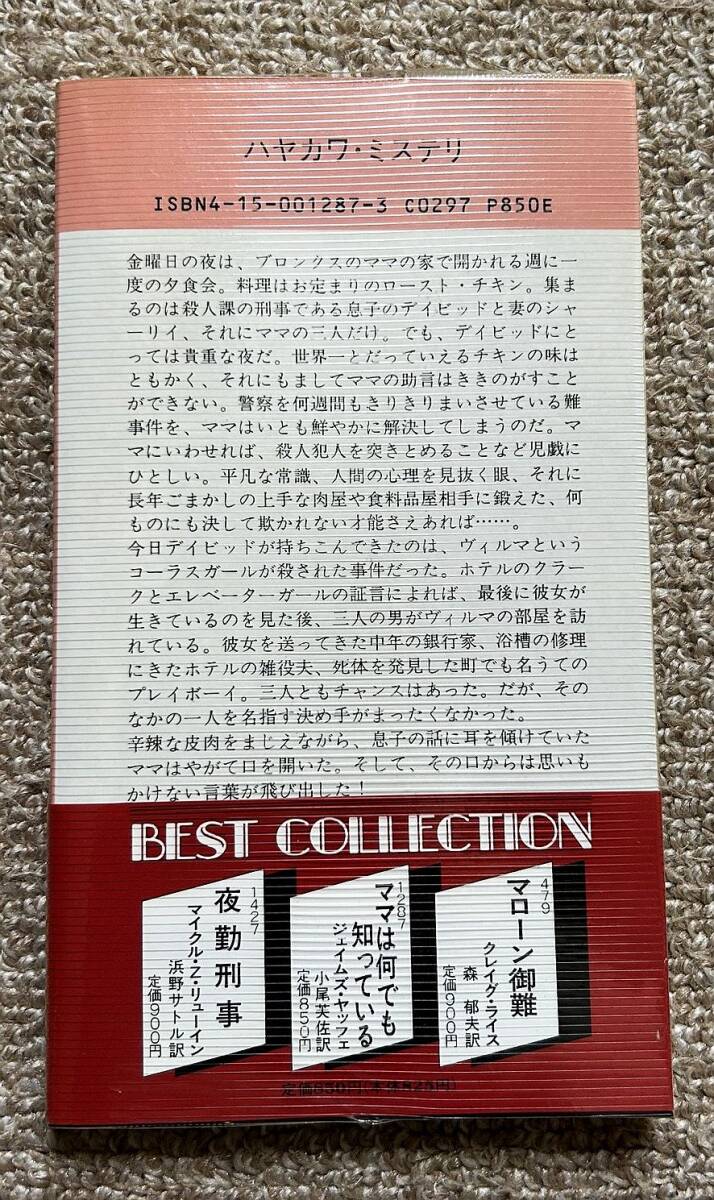 ハヤカワ・ミステリ
ISBN4-15-001287-3 C0297 P850E
金曜日の夜は、ブロンクスのママの家で開かれる週に一
度の夕食会。料理はお定まりのロースト・チキン。集ま
るのは殺人課の刑事である息子のデイビッドと妻のシャ
ーリイ、それにママの三人だけ。でも、デイビッドにと
っては貴重な夜だ。世界一とだっていえるチキンの味は
ともかく、それにもましてママの助言はききのがすこと
ができない。警察を何週間もきりきりまいさせている難
事件を、ママはいとも鮮やかに解決してしまうのだ。マ
マにいわせれば、殺人犯人を突きとめることなど児戯に
ひとしい。平凡な常識、人間の心理を見抜く眼、それに
長年ごまかしの上手な肉屋や食料品屋相手に鍛えた、何
ものにも決して欺かれない才能さえあれば……。
今日デイビッドが持ちこんできたのは、ヴィルマという
コーラスガールが殺された事件だった。ホテルのクラー
クとエレベーターガールの証言によれば、最後に彼女が
生きているのを見た後、三人の男がヴィルマの部屋を訪
れている。彼女を送ってきた中年の銀行家、浴槽の修理
にきたホテルの雑役夫、死体を発見した町でも名うての
プレイボーイ。三人ともチャンスはあった。だが、その
なかの一人を名指す決め手がまったくなかった。
辛辣な皮肉をまじえながら、息子の話に耳を傾けていた
ママはやがて口を開いた。そして、その口からは思いも
かけない言葉が飛び出した！
BEST COLLECTION
479
マローン御難
クレイグ・ライス
森 郁夫訳
定価900円
1287
ママは何でも
知っている
ジェイムズ・ヤッフェ
小尾芙佐訳
定価850円
1427
夜勤刑事
マイクル・Z・リューイン
浜野サトル訳
定価900円
定価850円(本体825円)